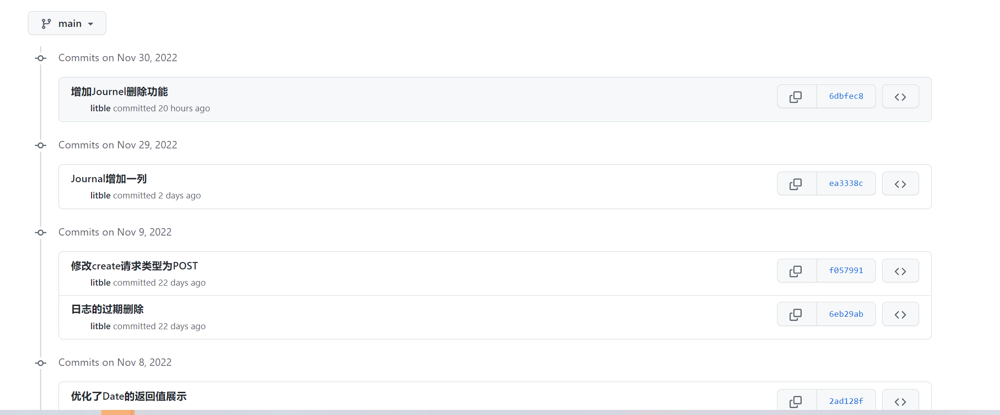 main
Commits on Nov 30, 2022
增加Journel删除功能
6dbfec8
litble committed 20 hours ago
Commits on Nov 29, 2022
Journal增加一列
ea3338c
litble committed 2 days ago
Commits on Nov 9, 2022
修改create请求类型为POST
f057991
litble committed 22 days ago
日志的过期删除
6eb29ab
litble committed 22 days ago
Commits on Nov 8, 2022
优化了Date的返回值展示
2ad128f